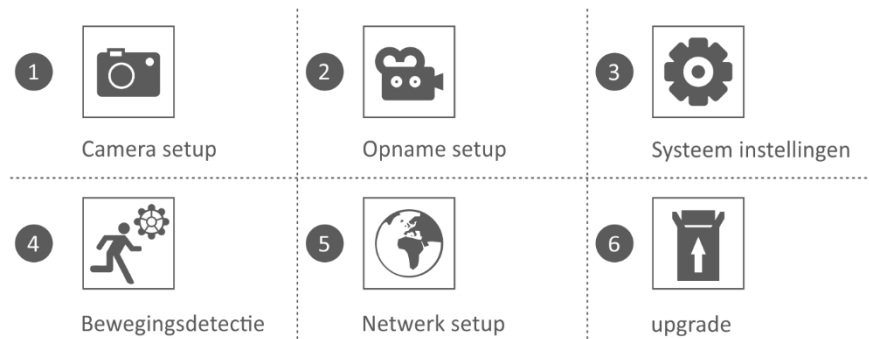 1
Camera setup
2
Opname setup
3
Systeem instellingen
4
Bewegingsdetectie
5
Netwerk setup
6
upgrade